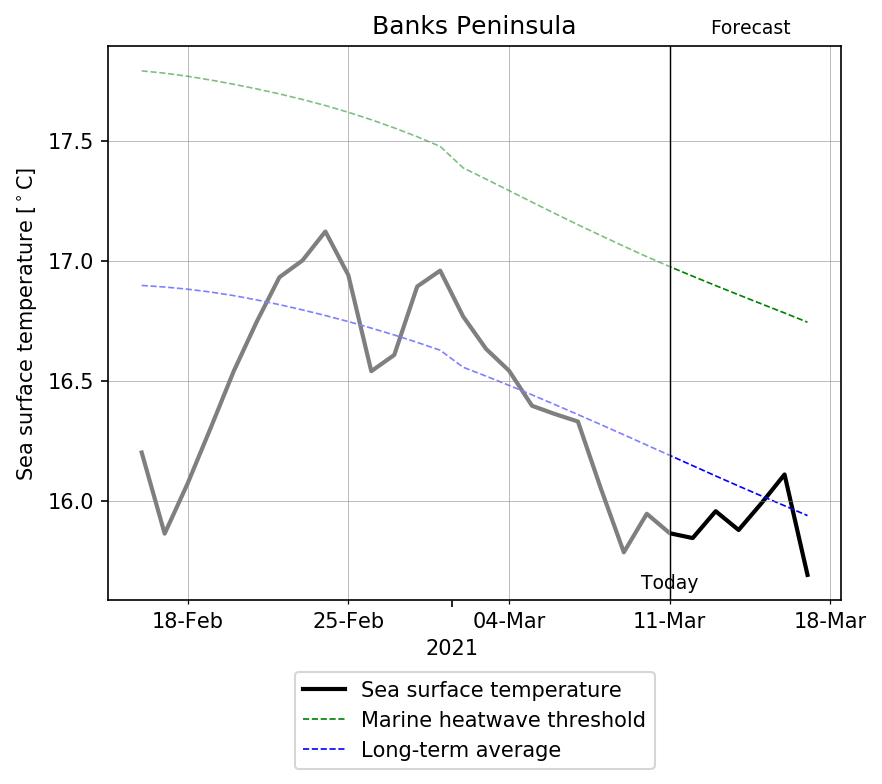 Banks Peninsula
Forecast
Sea surface temperature [°C]
17.5
17.0
16.5
16.0
Today
18-Feb
25-Feb
04-Mar
11-Mar
18-Mar
2021
Sea surface temperature
Marine heatwave threshold
Long-term average